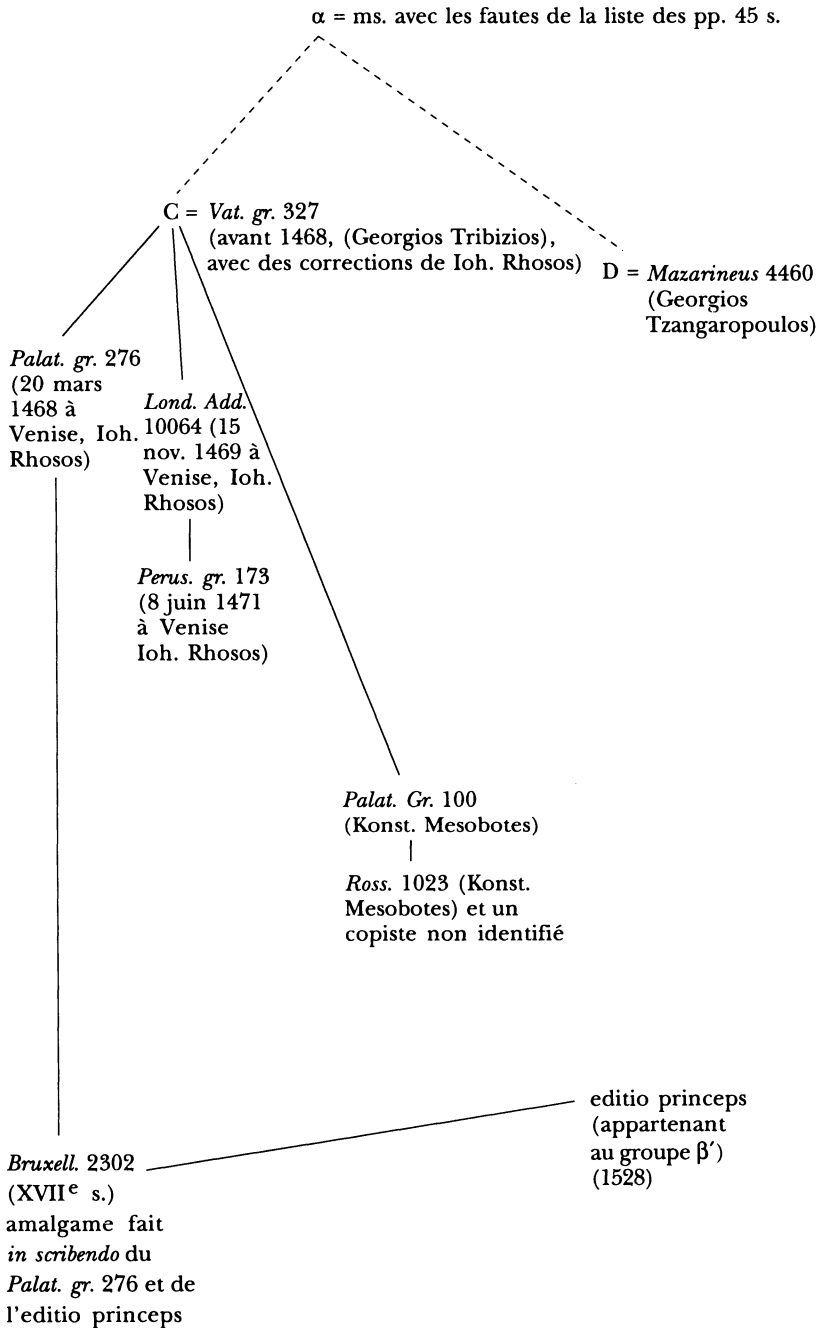 α = ms. avec les fautes de la liste des pp. 45 s.
C = Vat. gr. 327
(avant 1468, (Georgios Tribizios),
avec des corrections de Ioh. Rhosos)
D = Mazarineus 4460
(Georgios
Tzangaropoulos)
Palat. gr. 276
(20 mars
1468 à
Venise, Ioh.
Rhosos)
Lond. Add.
10064 (15
nov. 1469 à
Venise, Ioh.
Rhosos)
Perus. gr. 173
(8 juin 1471
à Venise
Ioh. Rhosos)
Palat. Gr. 100
(Konst. Mesobotes)
Ross. 1023 (Konst.
Mesobotes) et un
copiste non identifié
editio princeps
(appartenant
au groupe β′)
(1528)
Bruxell. 2302
(XVIIe s.)
amalgame fait
in scribendo du
Palat. gr. 276 et de
l'editio princeps